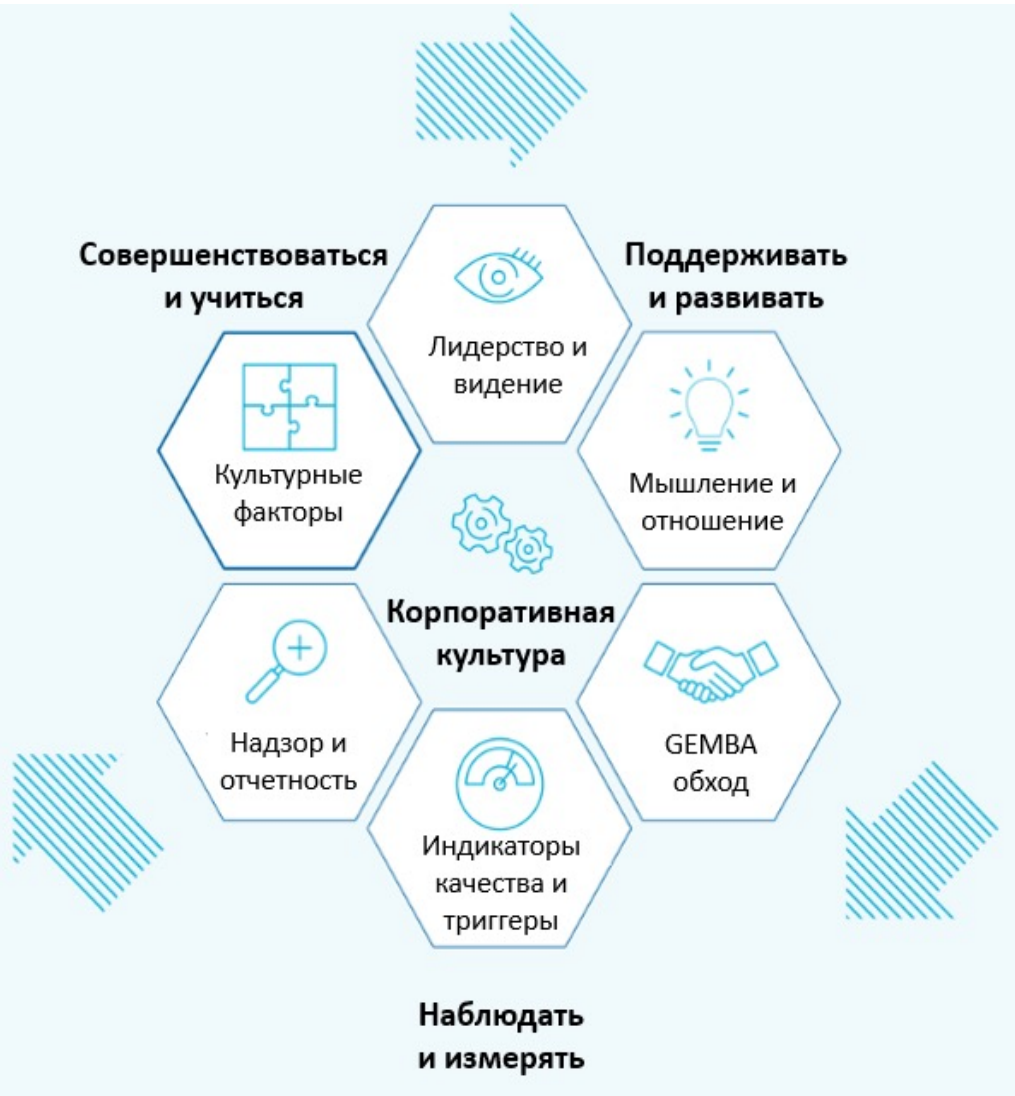 Совершенствоваться
и учиться
Поддерживать
и развивать
Лидерство и
видение
Культурные
факторы
Мышление и
отношение
Корпоративная
культура
Надзор и
отчетность
GEMBA
обход
Индикаторы
качества и
триггеры
Наблюдать
и измерять